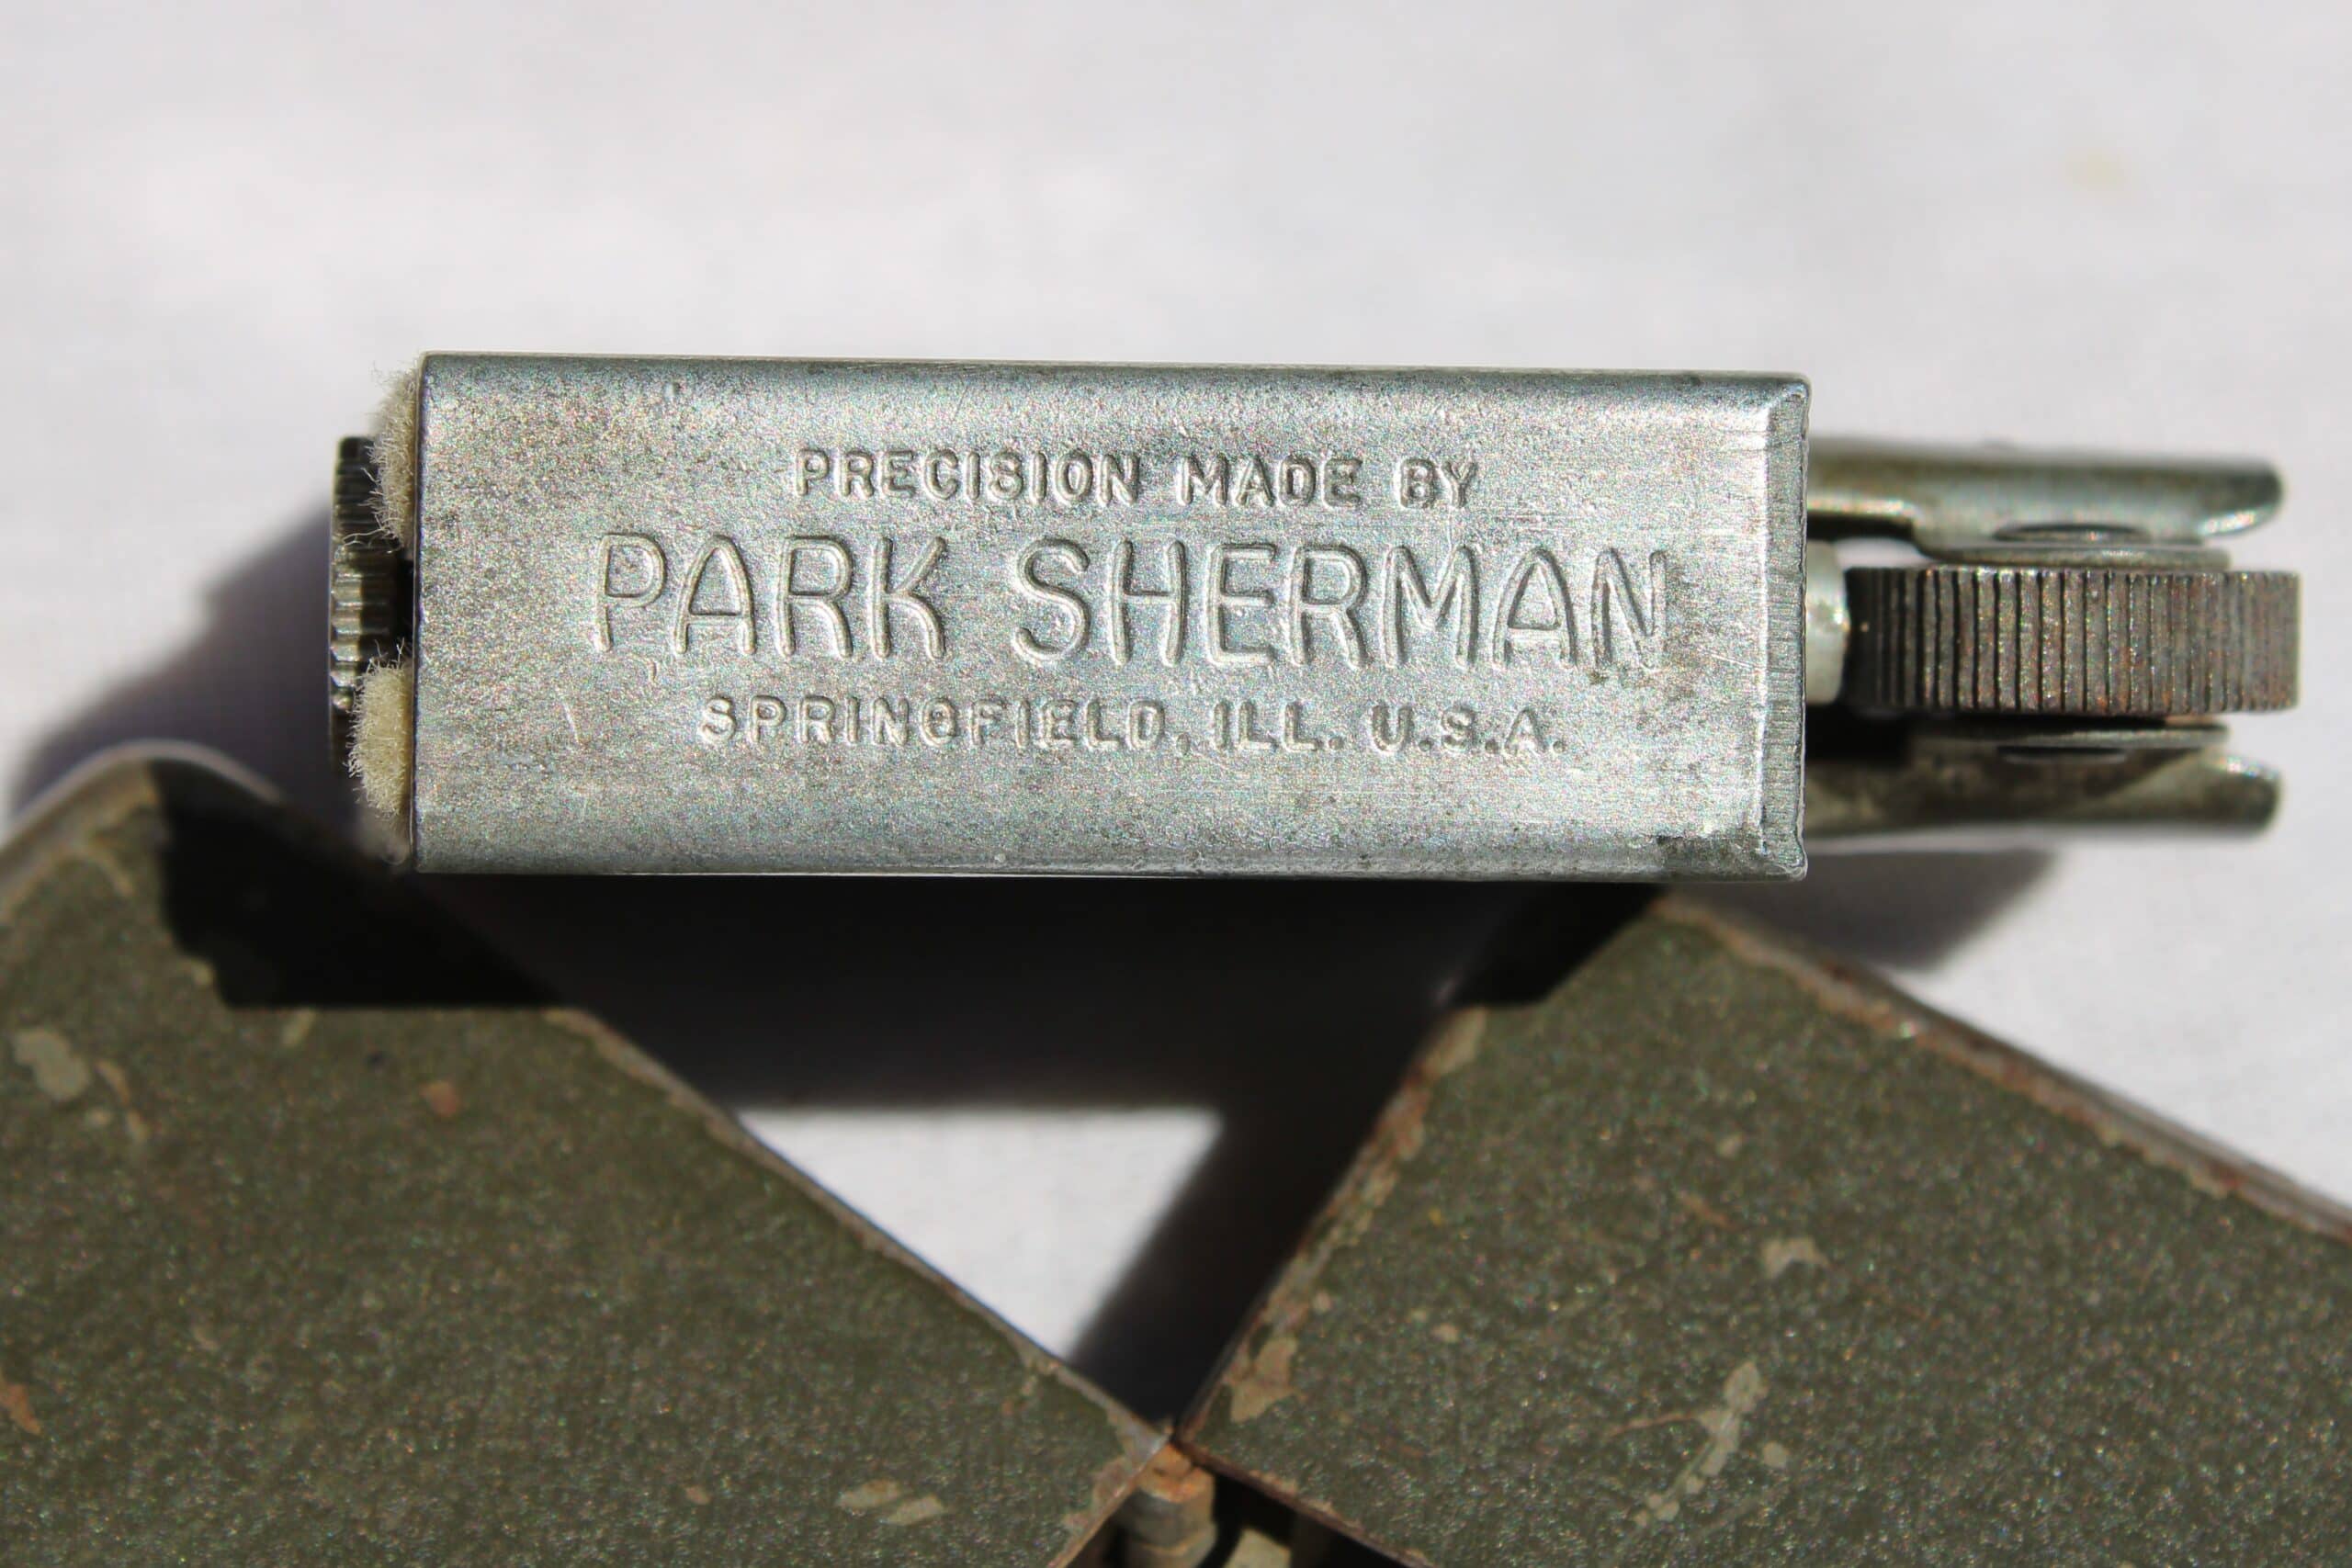 PRECISION MADE BY
PARK SHERMAN
SPRINGFIELD, ILL. U.S.A.